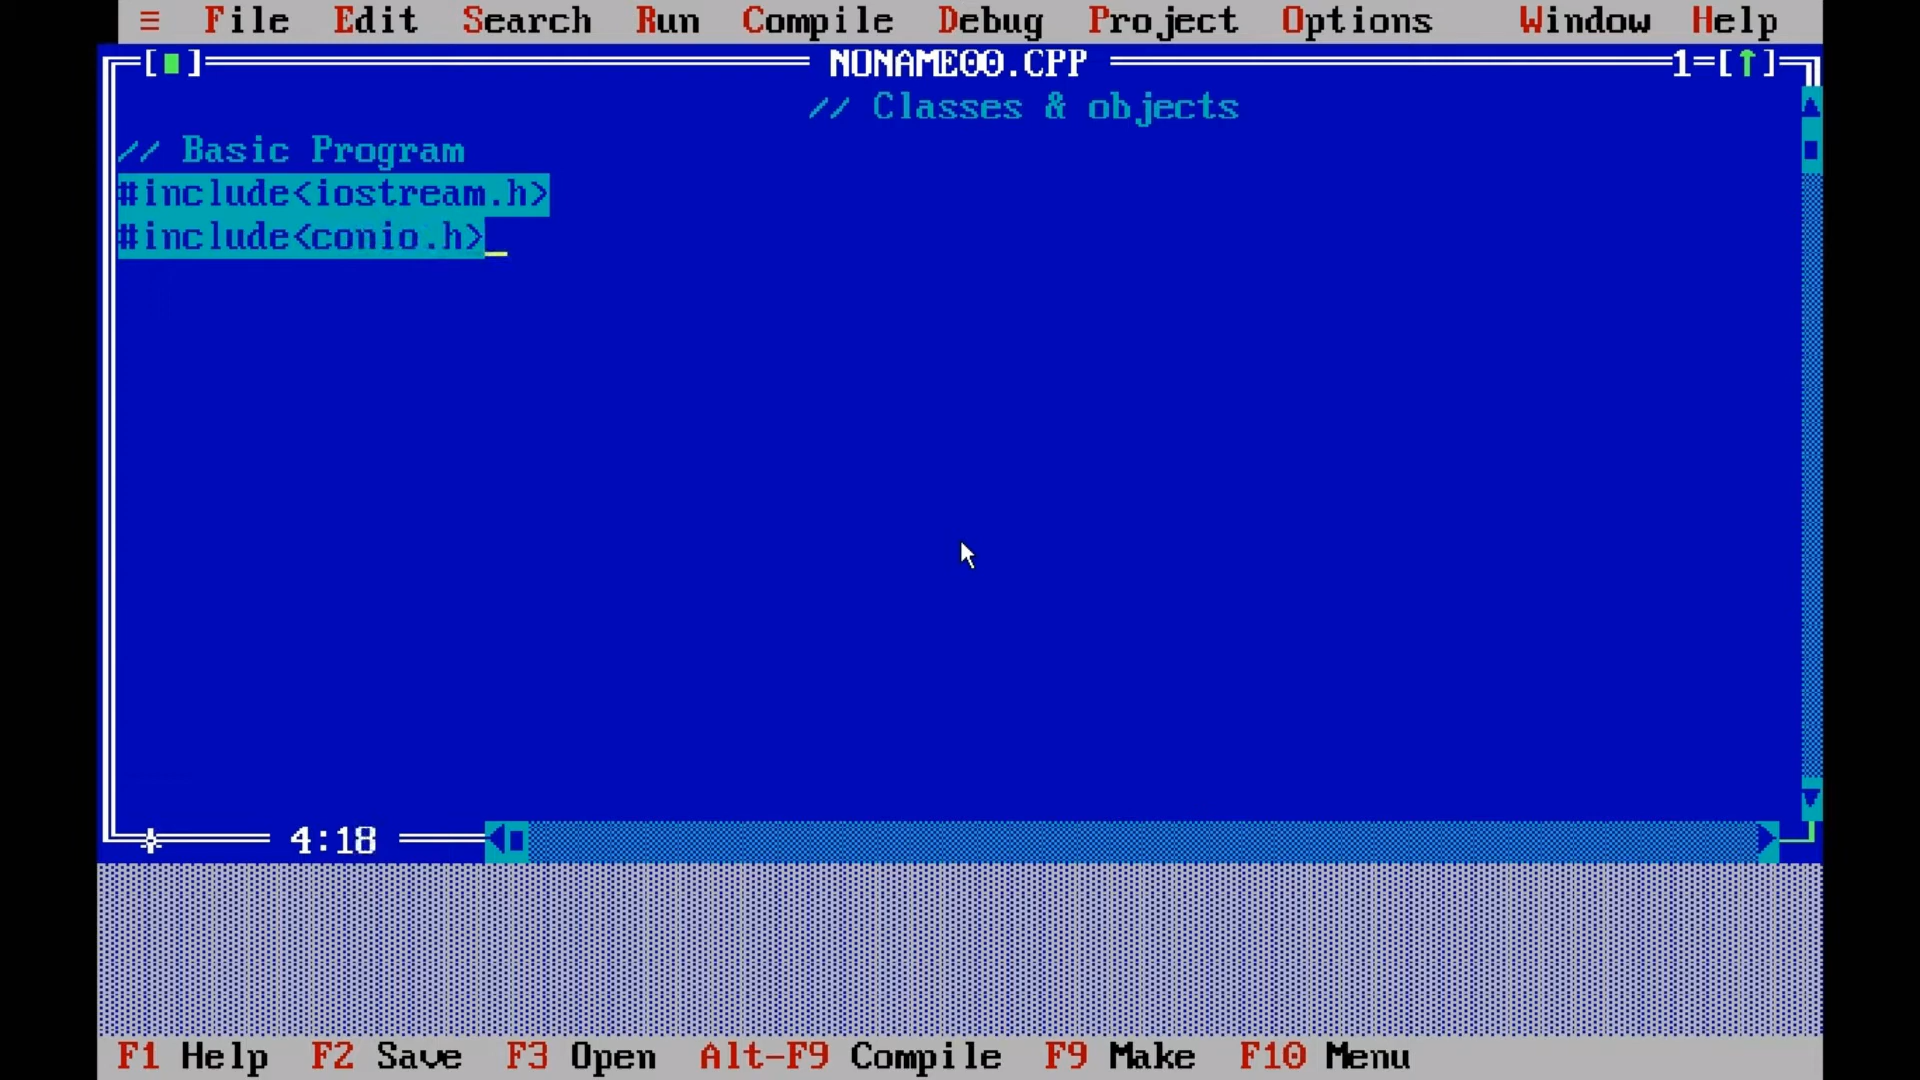 ≡ File Edit Search Run Compile Debug Project Options Window Help
[■] NONAME00.CPP 1=[↑]
// Classes & objects
// Basic Program
#include<iostream.h>
#include<conio.h>_
4:18
F1 Help F2 Save F3 Open Alt-F9 Compile F9 Make F10 Menu